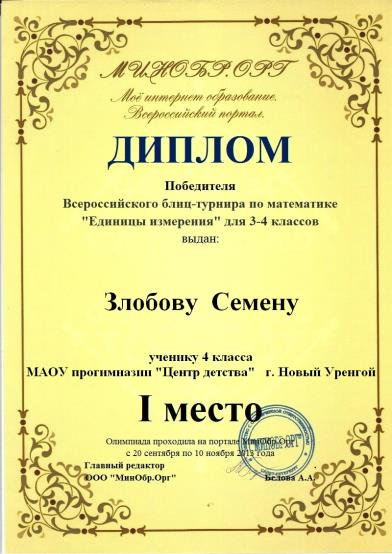 МИНОБР.ОРГ
Моё интернет образование.
Всероссийский портал.
ДИПЛОМ
Победителя
Всероссийского блиц-турнира по математике
"Единицы измерения" для 3-4 классов
выдан:
Злобову Семену
ученику 4 класса
МАОУ прогимназии "Центр детства" г. Новый Уренгой
I место
Олимпиада проходила на портале МинОбр.Орг
с 20 сентября по 10 ноября 2013 года
Главный редактор
ООО "МинОбр.Орг" Белова А.А.
"МИНОБР.ОРГ"